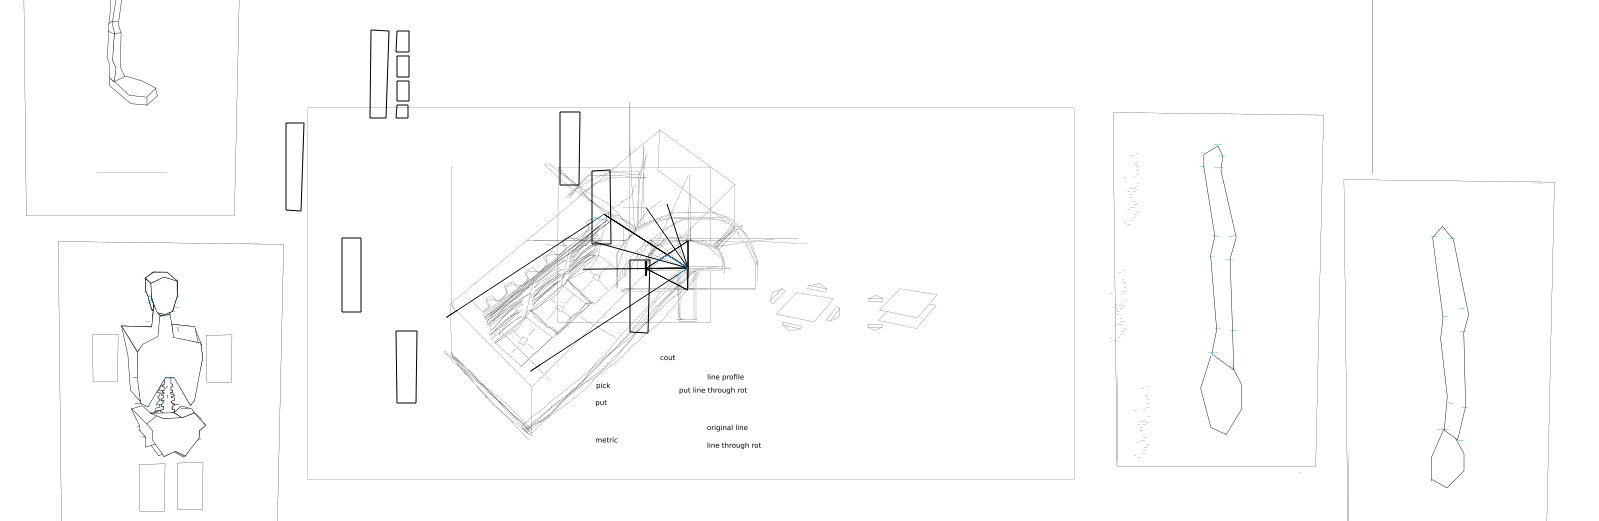 cout
line profile
pick
put line through rot
put
original line
metric
line through rot